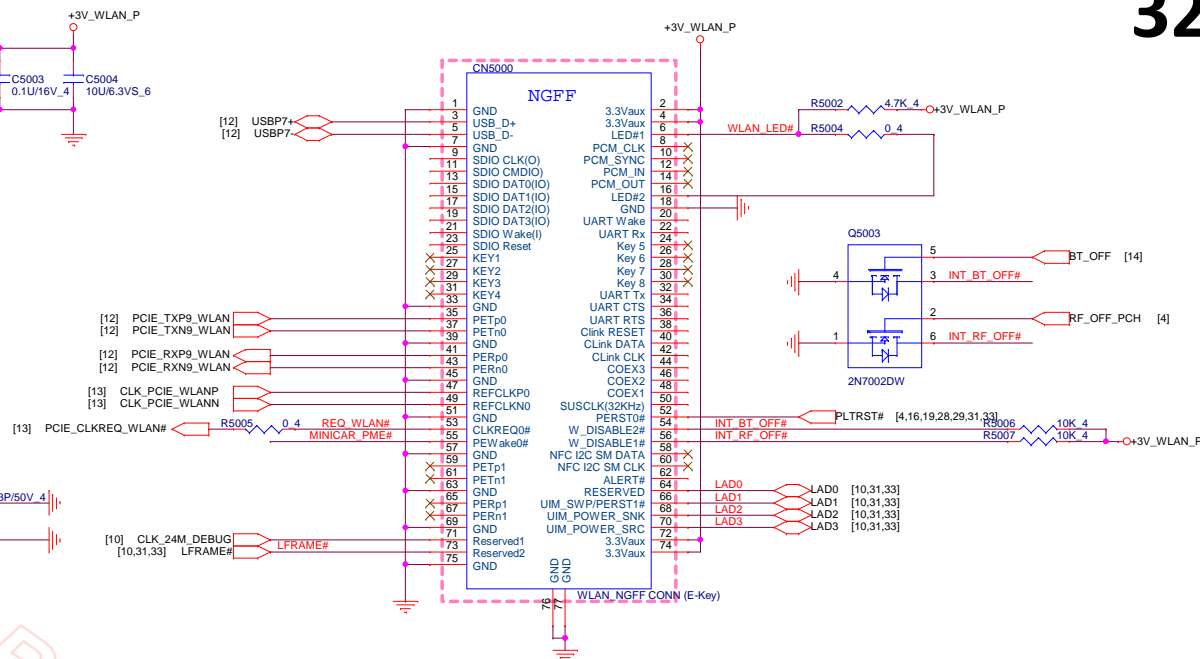 32
+3V_WLAN_P
C5003
0.1U/16V_4
C5004
10U/6.3VS_6
+3V_WLAN_P
CN5000
NGFF
1 GND
3 USB_D+
5 USB_D-
7 GND
9 SDIO CLK(O)
11 SDIO CMDIO)
13 SDIO DAT0(IO)
15 SDIO DAT1(IO)
17 SDIO DAT2(IO)
19 SDIO DAT3(IO)
21 SDIO Wake(I)
23 SDIO Reset
25 KEY1
27 KEY2
29 KEY3
31 KEY4
33 GND
35 PETp0
37 PETn0
39 GND
41 PERp0
43 PERn0
45 GND
47 REFCLKP0
49 REFCLKN0
51 GND
53 CLKREQ0#
55 PEWake0#
57 GND
59 PETp1
61 PETn1
63 GND
65 PERp1
67 PERn1
69 GND
71 Reserved1
73 Reserved2
75 GND
3.3Vaux 2
3.3Vaux 4
LED#1 6
PCM_CLK 8
PCM_SYNC 10
PCM_IN 12
PCM_OUT 14
LED#2 16
GND 18
UART Wake 20
UART Rx 22
Key 5 24
Key 6 26
Key 7 28
Key 8 30
UART Tx 32
UART CTS 34
UART RTS 36
Clink RESET 38
CLink DATA 40
CLink CLK 42
COEX3 44
COEX2 46
COEX1 48
SUSCLK(32KHz) 50
PERST0# 52
W_DISABLE2# 54
W_DISABLE1# 56
NFC I2C SM DATA 58
NFC I2C SM CLK 60
ALERT# 62
RESERVED 64
UIM_SWP/PERST1# 66
UIM_POWER_SNK 68
UIM_POWER_SRC 70
3.3Vaux 72
3.3Vaux 74
GND 76
GND 77
WLAN_NGFF CONN (E-Key)
[12] USBP7+
[12] USBP7-
[12] PCIE_TXP9_WLAN
[12] PCIE_TXN9_WLAN
[12] PCIE_RXP9_WLAN
[12] PCIE_RXN9_WLAN
[13] CLK_PCIE_WLANP
[13] CLK_PCIE_WLANN
[13] PCIE_CLKREQ_WLAN# R5005 0_4 REQ_WLAN#
MINICAR_PME#
3P/50V_4
[10] CLK_24M_DEBUG
[10,31,33] LFRAME# LFRAME#
WLAN_LED#
R5002 4.7K_4 +3V_WLAN_P
R5004 0_4
Q5003
5 BT_OFF [14]
4 3 INT_BT_OFF#
2 RF_OFF_PCH [4]
1 6 INT_RF_OFF#
2N7002DW
PLTRST# [4,16,19,28,29,31,33]
INT_BT_OFF# R5006 10K_4
INT_RF_OFF# R5007 10K_4
+3V_WLAN_P
LAD0 LAD0 [10,31,33]
LAD1 LAD1 [10,31,33]
LAD2 LAD2 [10,31,33]
LAD3 LAD3 [10,31,33]